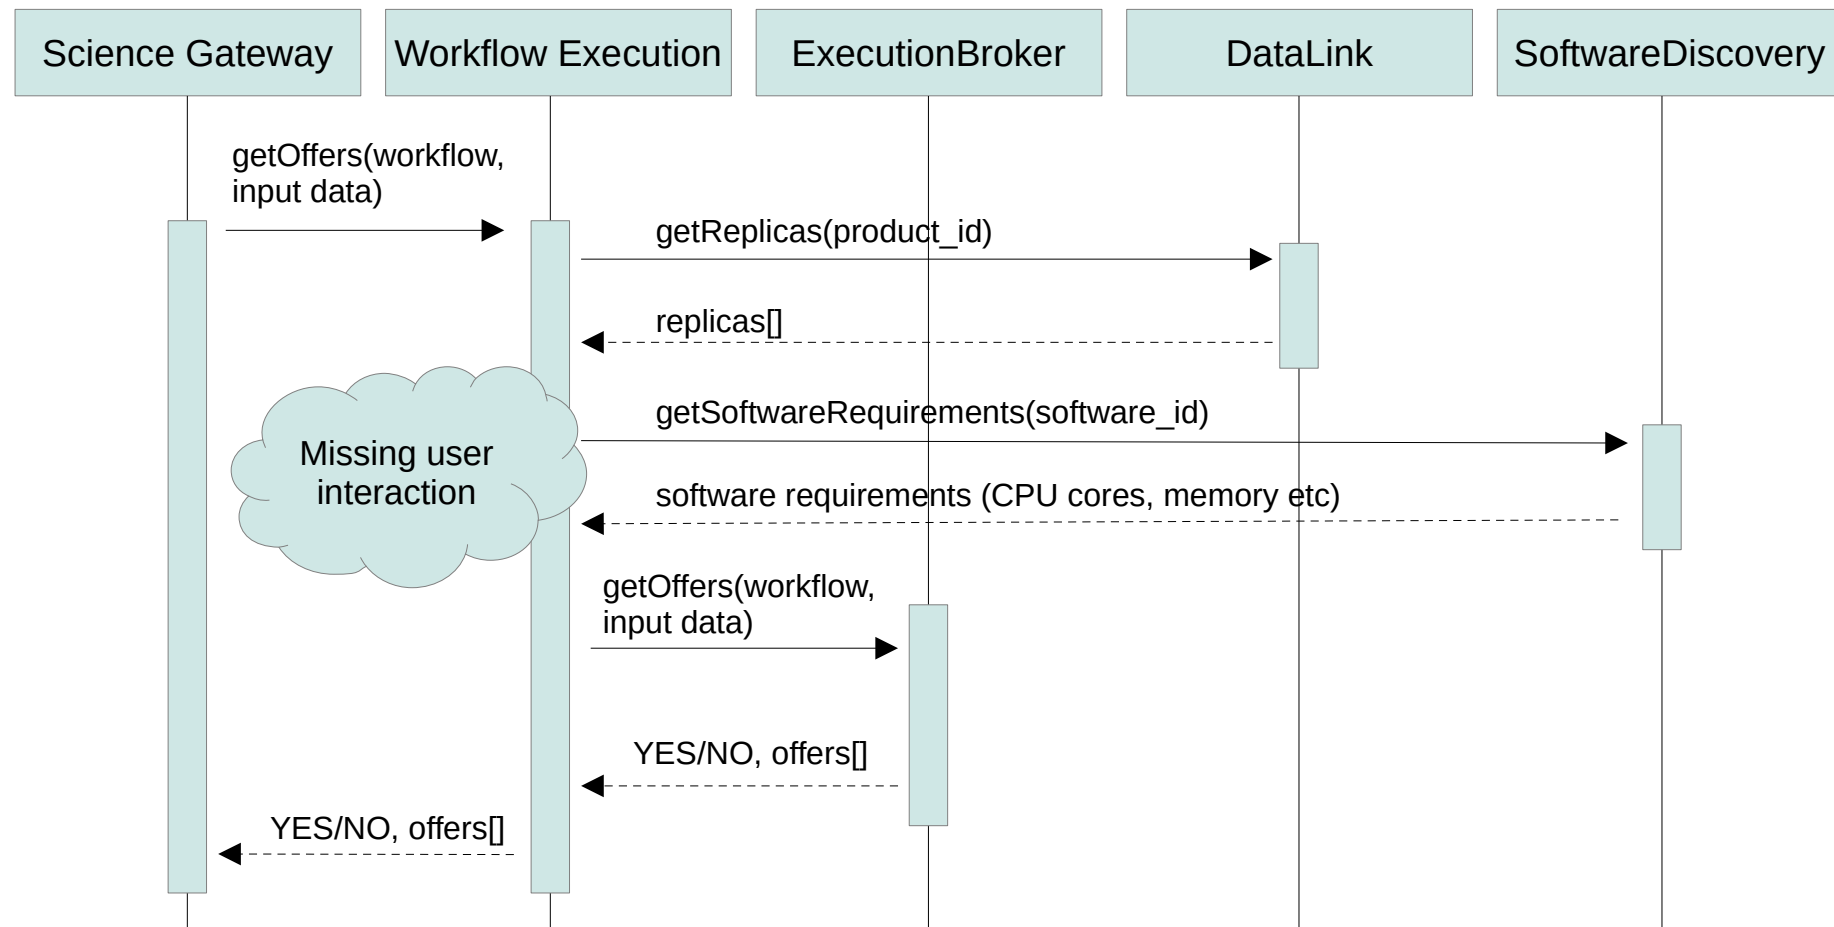 Science Gateway
Workflow Execution
ExecutionBroker
DataLink
SoftwareDiscovery
getOffers(workflow,
input data)
getReplicas(product_id)
replicas[]
getSoftwareRequirements(software_id)
Missing user
interaction
software requirements (CPU cores, memory etc)
getOffers(workflow,
input data)
YES/NO, offers[]
YES/NO, offers[]